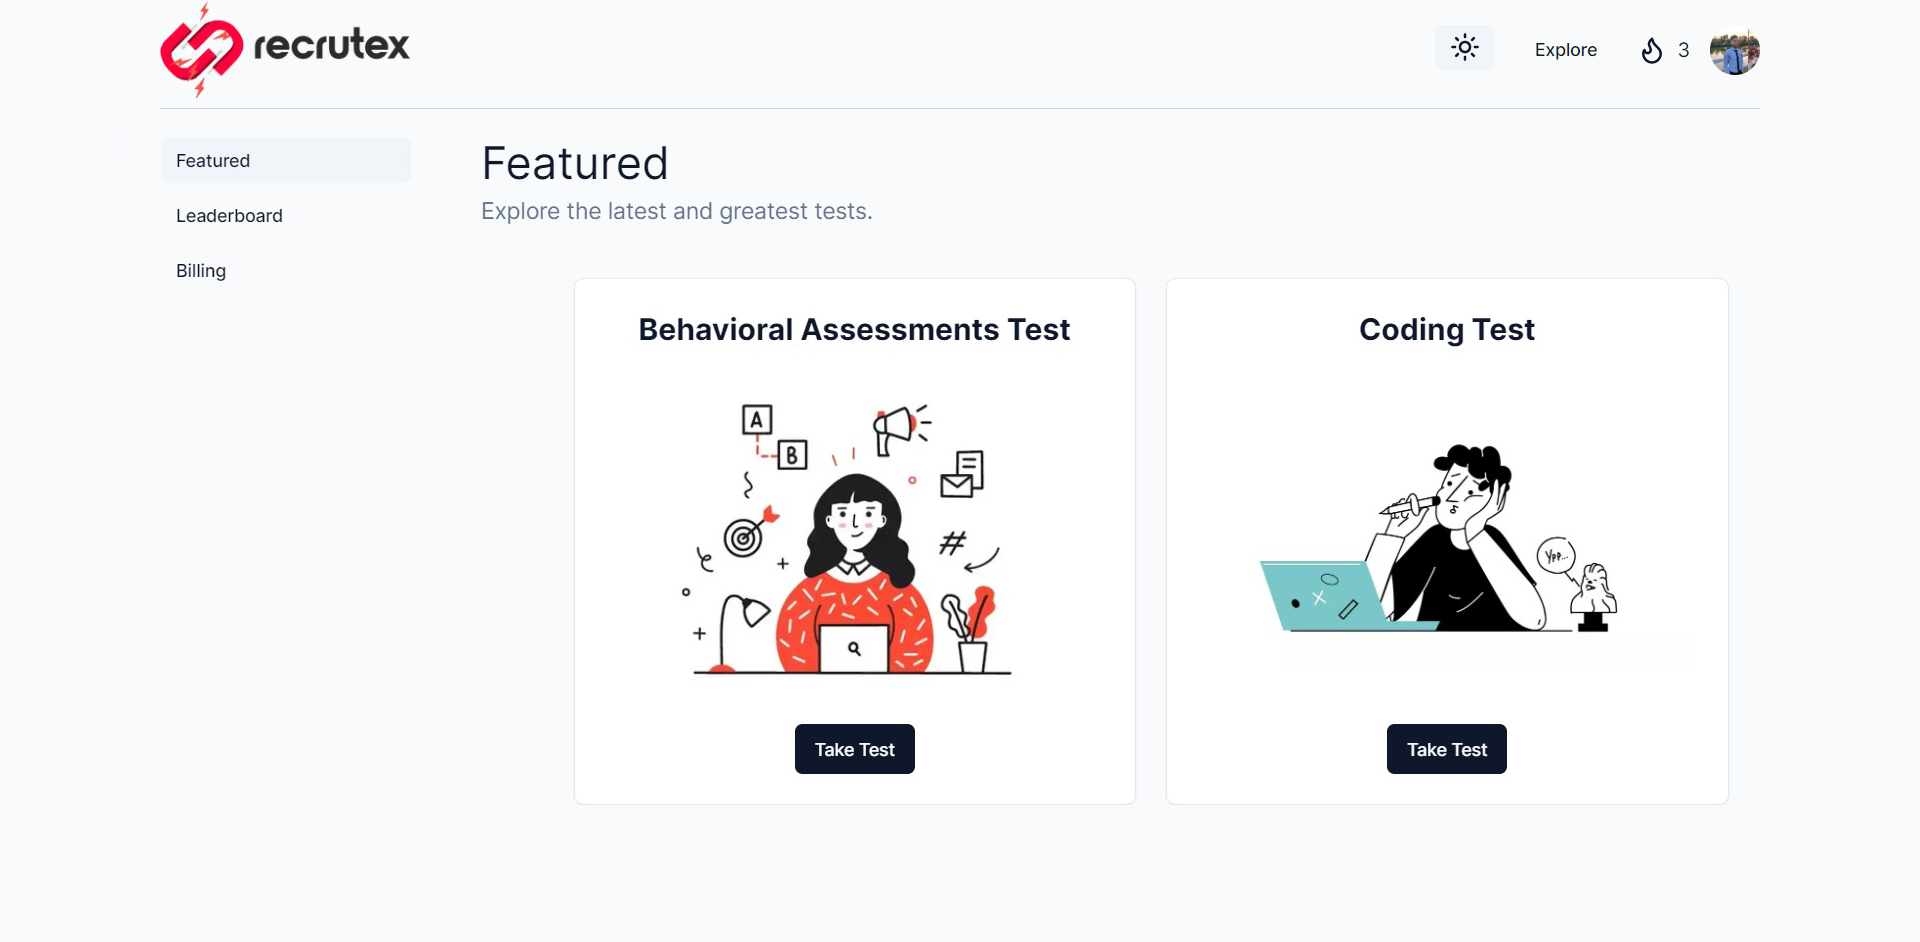 recrutex
Explore
3
Featured
Leaderboard
Billing
Featured
Explore the latest and greatest tests.
Behavioral Assessments Test
A
B
#
Take Test
Coding Test
Ypp...
Take Test